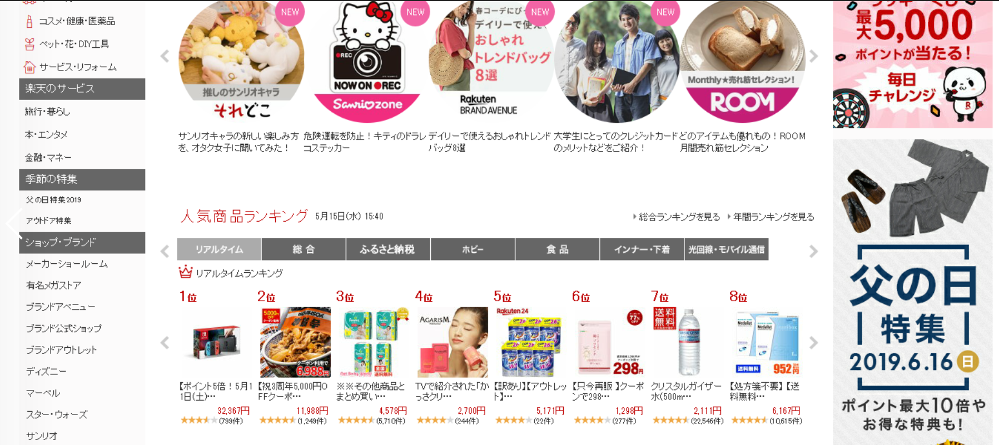 コスメ・健康・医薬品
ペット・花・DIY工具
サービス・リフォーム
楽天のサービス
旅行・暮らし
本・エンタメ
金融・マネー
季節の特集
父の日特集2019
アウトドア特集
ショップ・ブランド
メーカーショールーム
有名メガストア
ブランドアベニュー
ブランド公式ショップ
ブランドアウトレット
ディズニー
マーベル
スター・ウォーズ
サンリオ
NEW
推しのサンリオキャラ
それどこ
サンリオキャラの新しい楽しみ方
を、オタク女子に聞いてみた！
NEW
REC
NOW ON REC
Sanrio zone
危険運転を防止！キティのドラレ
コステッカー
NEW
春コーデにぴっ
デイリーで使え
おしゃれ
トレンドバッグ
8選
Rakuten
BRAND AVENUE
デイリーで使えるおしゃれトレンド
バッグ8選
NEW
大学生にとってのクレジットカード
のメリットなどをご紹介！
Monthly★売れ筋セレクション！
ROOM
どのアイテムも優れもの！ROOM
月間売れ筋セレクション
人気商品ランキング 5月15日(水) 15:40
総合ランキングを見る 年間ランキングを見る
リアルタイム 総合 ふるさと納税 ホビー 食品 インナー・下着 光回線・モバイル通信
リアルタイムランキング
1位
【ポイント5倍！5月1
1日(土)…
32,367円
(799件)
2位
5,000円
OFF
クーポン利用で
6,988円
【祝3周年5,000円O
FFクーポ…
11,988円
(1,249件)
3位
Pampers
全国
送料無料
※※その他商品と
まとめ買い…
4,578円
(5,710件)
4位
AGARISM
TVで紹介された「か
っさクリ…
2,700円
(244件)
5位
Rakuten 24
【訳あり】【アウトレッ
ト】…
5,171円
(22件)
6位
77%
OFF
298円
【只今再販 】クーポ
ンで298…
1,298円
(277件)
7位
送料
無料
クリスタルガイザー
水(500m…
2,111円
(22,546件)
8位
Medalist
Medalist
送料無料
952円
【処方箋不要】【送
料無料…
6,167円
(10,615件)
最大5,000
ポイントが当たる！
毎日
チャレンジ
R
父の日
特集
2019.6.16 日
ポイント最大10倍や
お得な特典も！